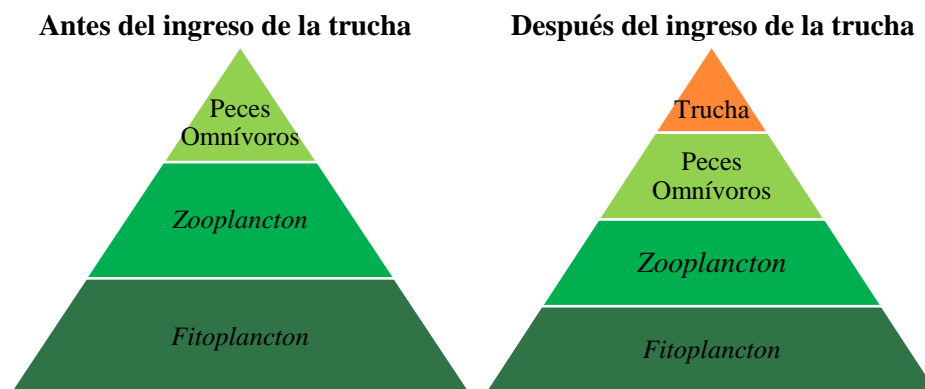 Antes del ingreso de la trucha
Peces
Omnívoros
Zooplancton
Fitoplancton
Después del ingreso de la trucha
Trucha
Peces
Omnívoros
Zooplancton
Fitoplancton